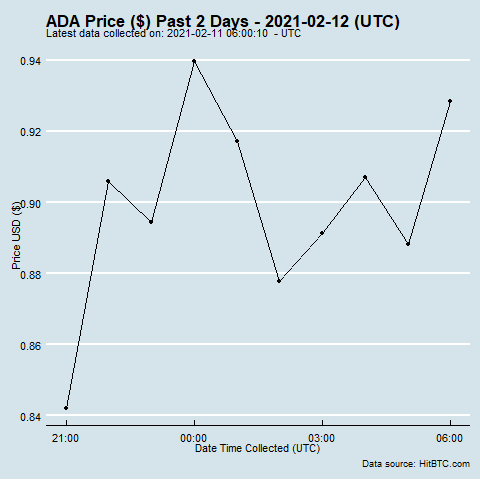 ADA Price ($) Past 2 Days - 2021-02-12 (UTC)
Latest data collected on: 2021-02-11 06:00:10  - UTC
0.94
0.92
0.90
0.88
0.86
0.84
Price USD ($)
21:00 00:00 03:00 06:00
Date Time Collected (UTC)
Data source: HitBTC.com